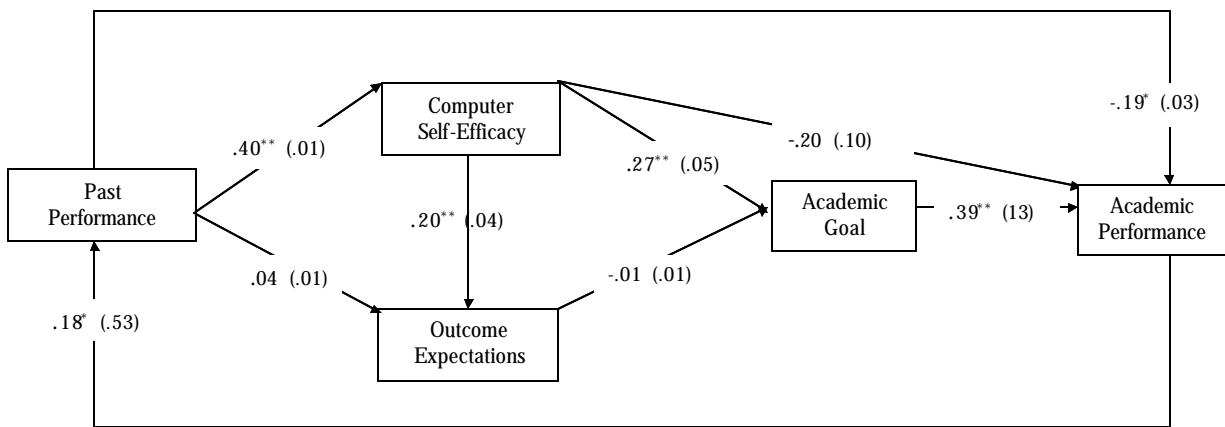 Computer
Self-Efficacy
-.19* (.03)
-.20 (.10)
.40** (.01)
.27** (.05)
Past
Performance
Academic
Goal
.39** (13)
Academic
Performance
.20** (.04)
.04 (.01)
-.01 (.01)
.18* (.53)
Outcome
Expectations